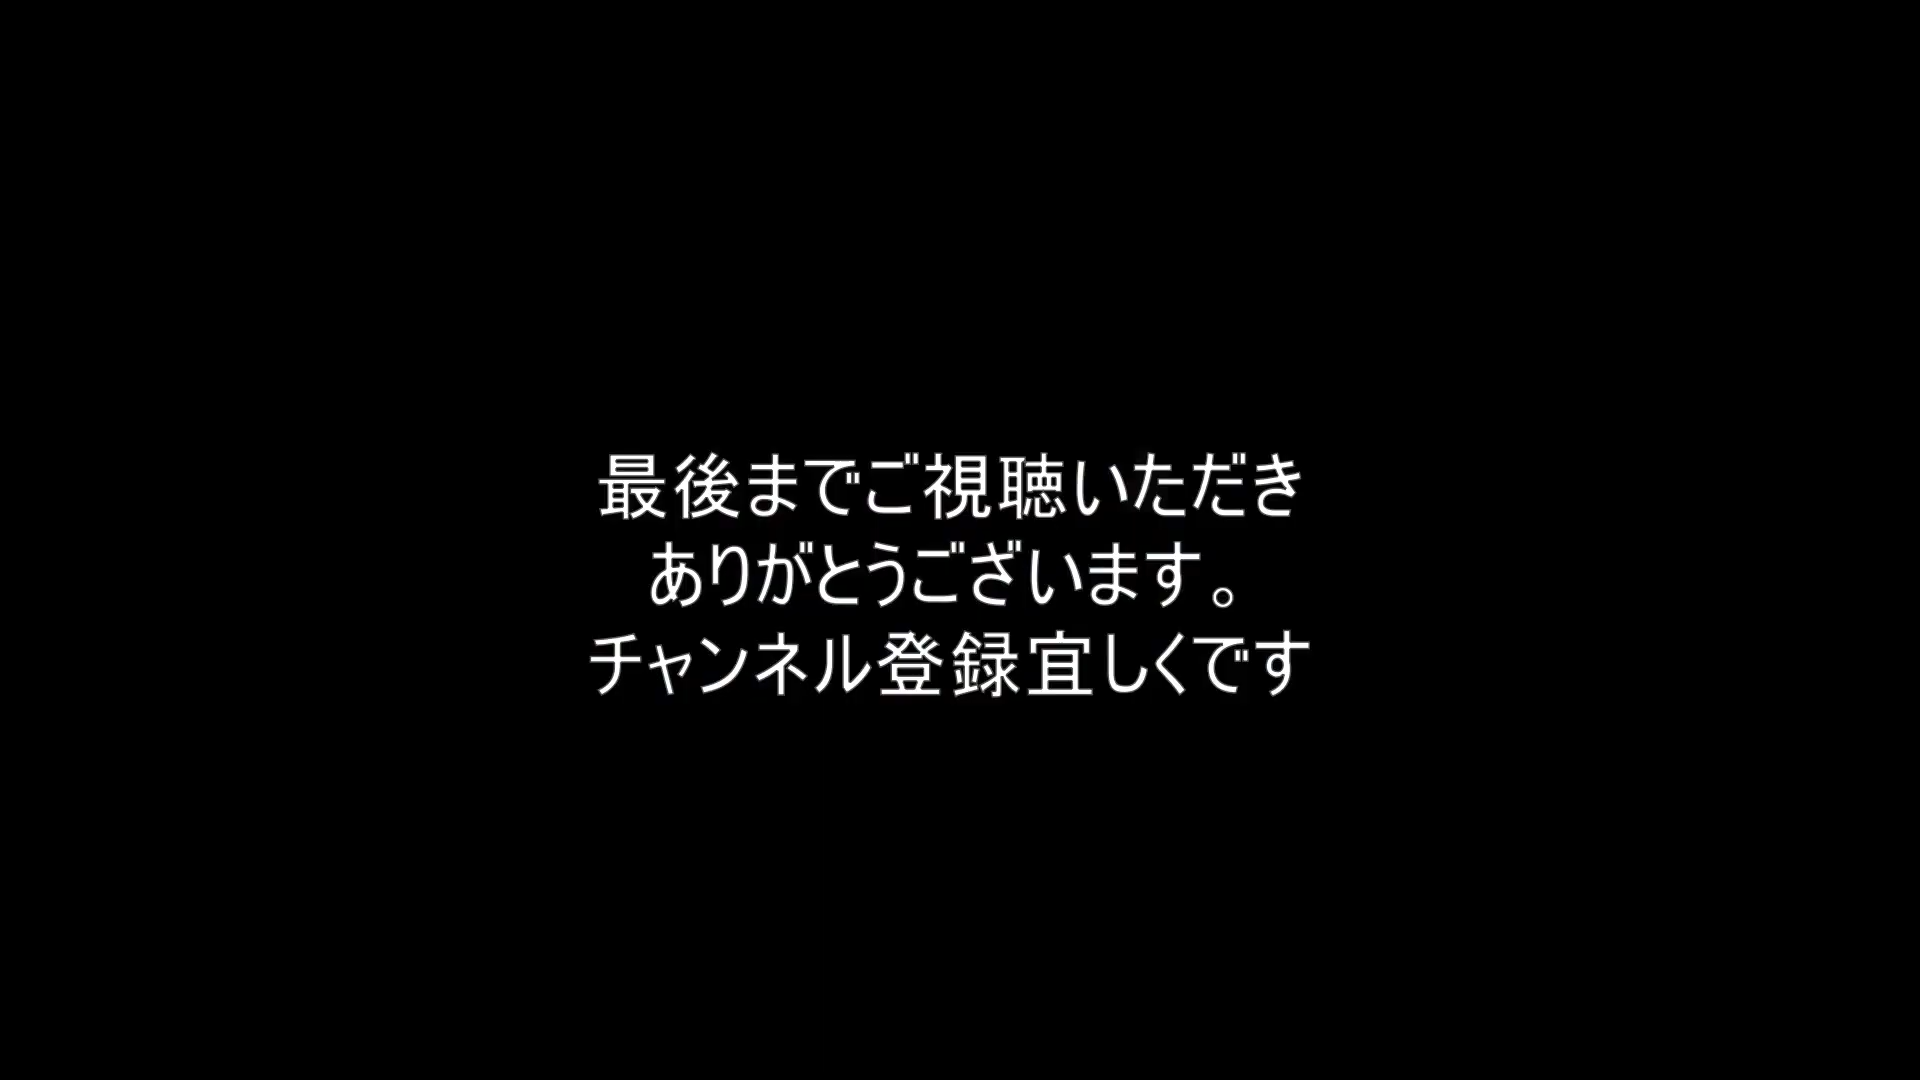 最後までご視聴いただき
ありがとうございます。
チャンネル登録宜しくです